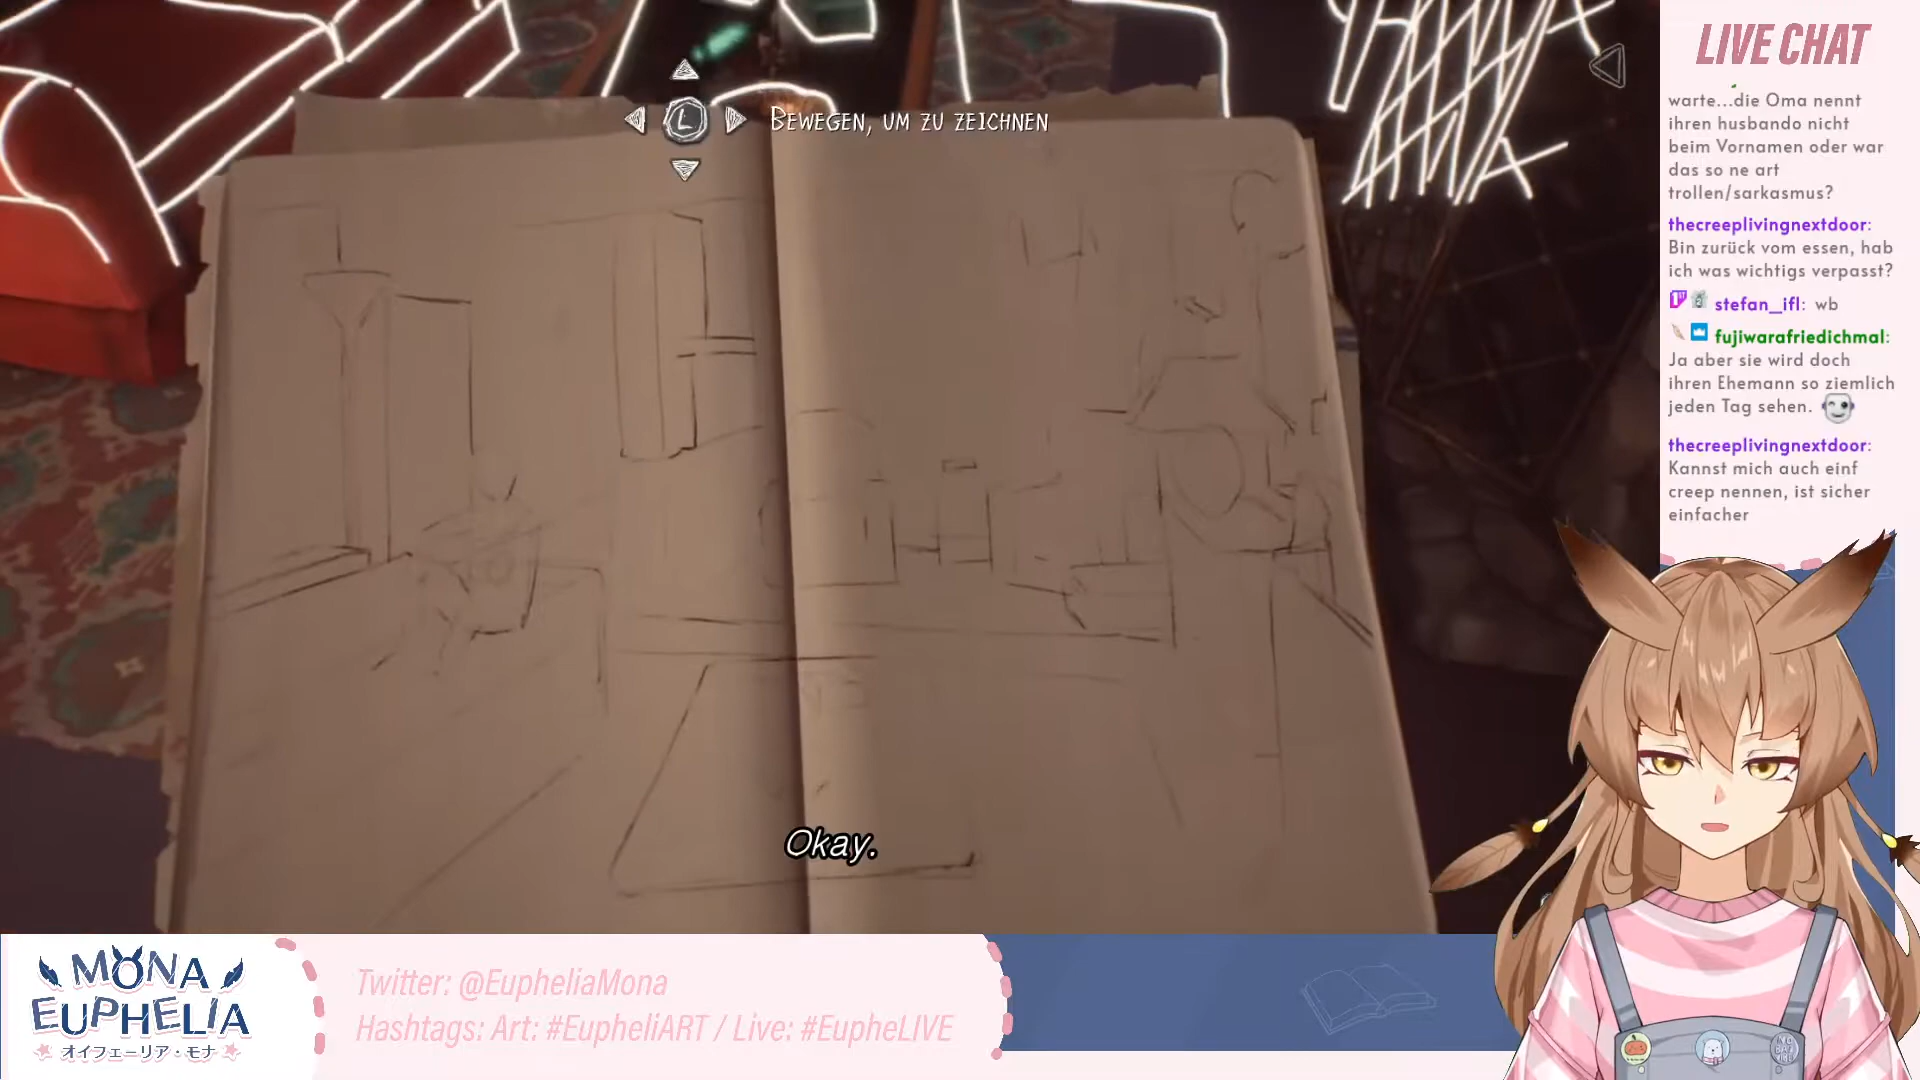 L
BEWEGEN, UM ZU ZEICHNEN
Okay.
LIVE CHAT
warte...die Oma nennt
ihren husbando nicht
beim Vornamen oder war
das so ne art
trollen/sarkasmus?
thecreeplivingnextdoor:
Bin zurück vom essen, hab
ich was wichtigs verpasst?
1ST stefan_ifl: wb
fujiwarafriedichmal:
Ja aber sie wird doch
ihren Ehemann so ziemlich
jeden Tag sehen.
thecreeplivingnextdoor:
Kannst mich auch einf
creep nennen, ist sicher
einfacher
MONA
EUPHELIA
オイフェーリア・モナ
Twitter: @EupheliaMona
Hashtags: Art: #EupheliART / Live: #EupheLIVE